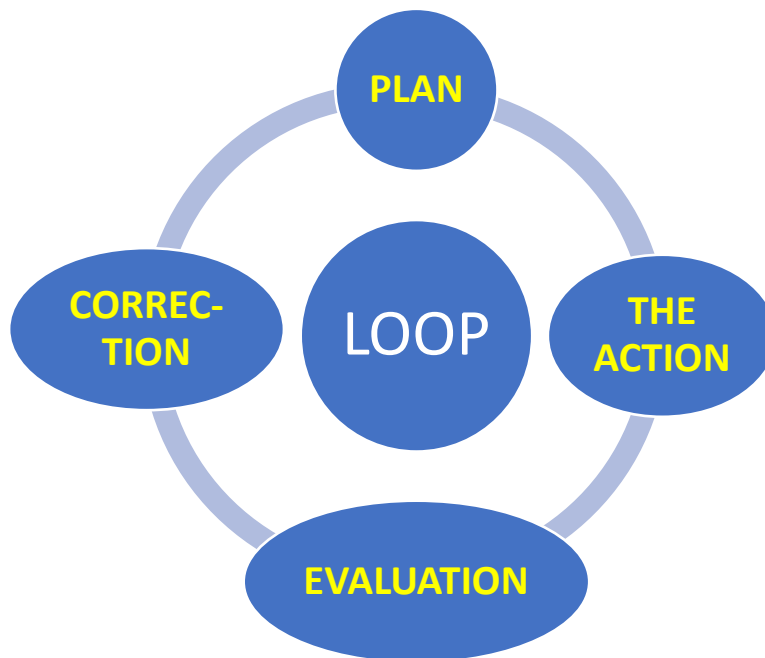 PLAN
CORREC-
TION
LOOP
THE
ACTION
EVALUATION